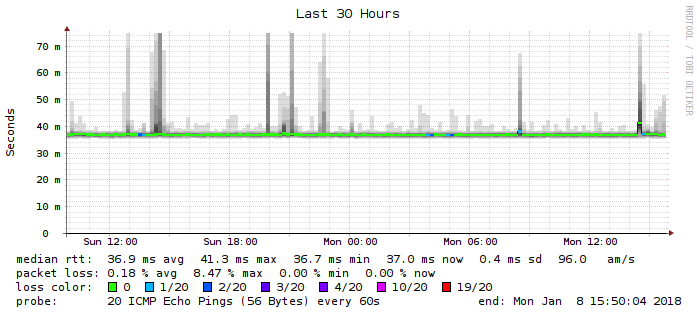 Last 30 Hours
RRDTOOL / TOBI OETIKER
Seconds
70 m
60 m
50 m
40 m
30 m
20 m
10 m
0
Sun 12:00 Sun 18:00 Mon 00:00 Mon 06:00 Mon 12:00
median rtt: 36.9 ms avg 41.3 ms max 36.7 ms min 37.0 ms now 0.4 ms sd 96.0 am/s
packet loss: 0.18 % avg 8.47 % max 0.00 % min 0.00 % now
loss color: 0 1/20 2/20 3/20 4/20 10/20 19/20
probe: 20 ICMP Echo Pings (56 Bytes) every 60s end: Mon Jan 8 15:50:04 2018